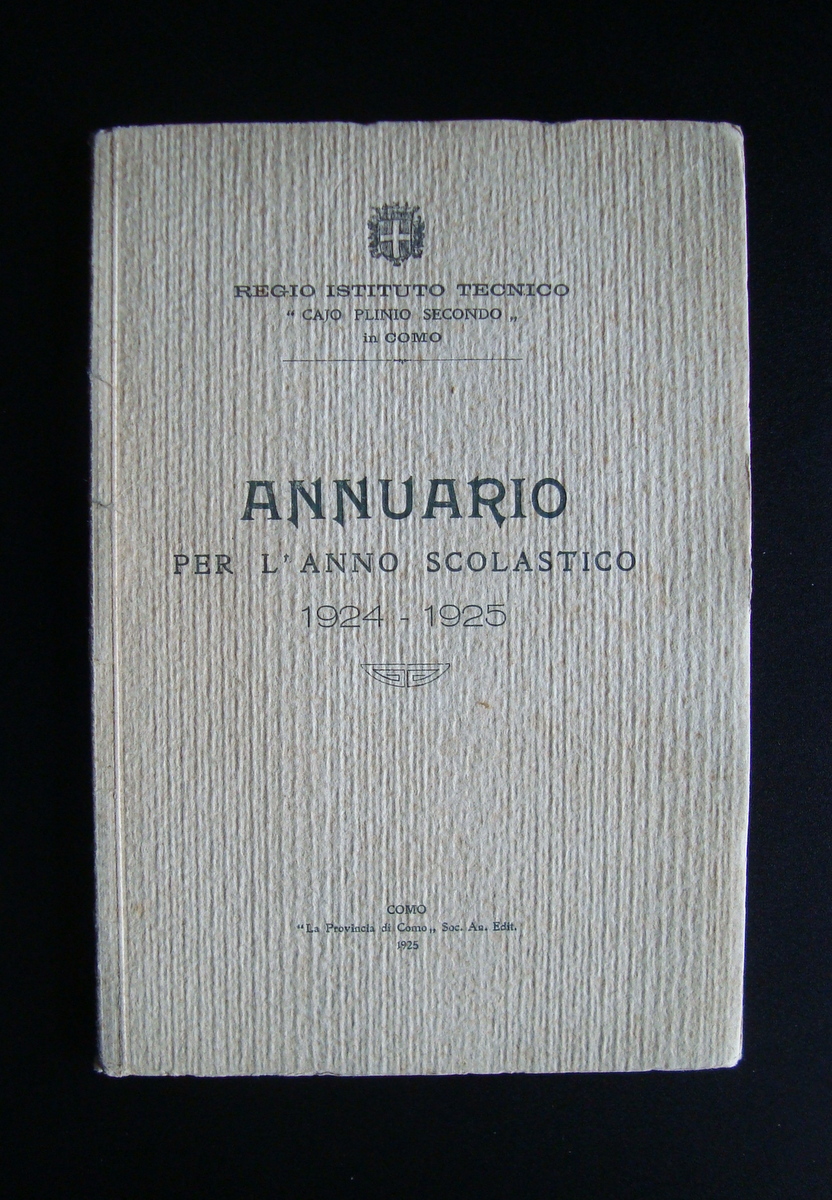 REGIO ISTITUTO TECNICO
“ CAJO PLINIO SECONDO „
in COMO
ANNUARIO
PER L'ANNO SCOLASTICO
1924 - 1925
COMO
“La Provincia di Como„ Soc. An. Edit.
1925